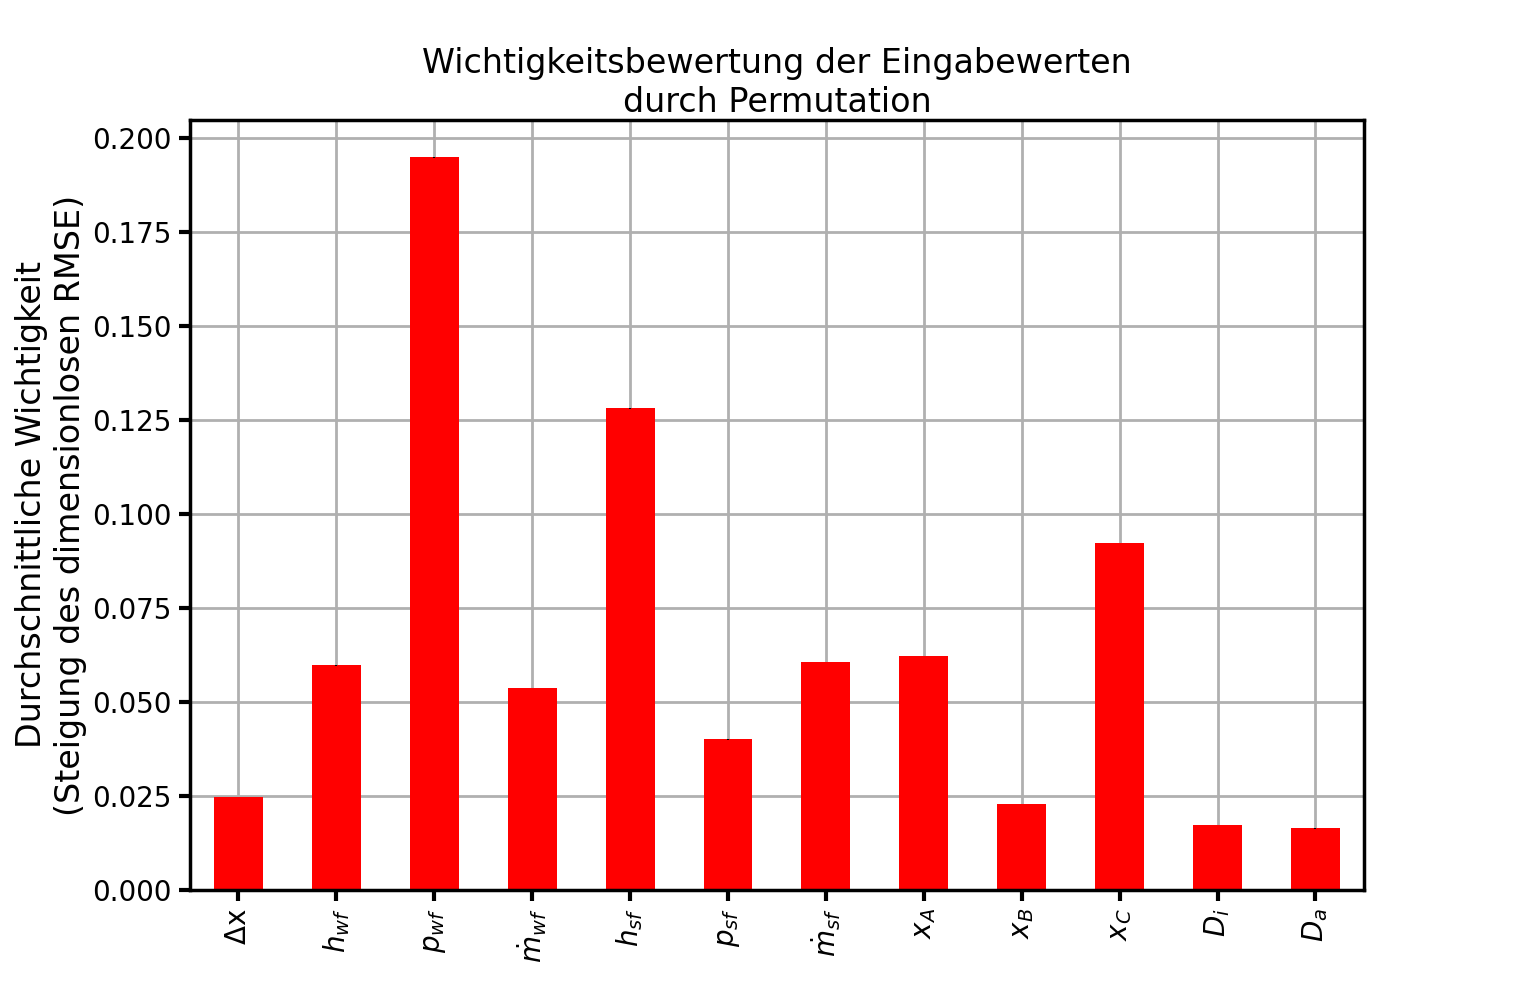 Wichtigkeitsbewertung der Eingabewerten
durch Permutation
Durchschnittliche Wichtigkeit
(Steigung des dimensionlosen RMSE)
0.200
0.175
0.150
0.125
0.100
0.075
0.050
0.025
0.000
Δx
h_wf
p_wf
ṁ_wf
h_sf
p_sf
ṁ_sf
x_A
x_B
x_C
D_i
D_a